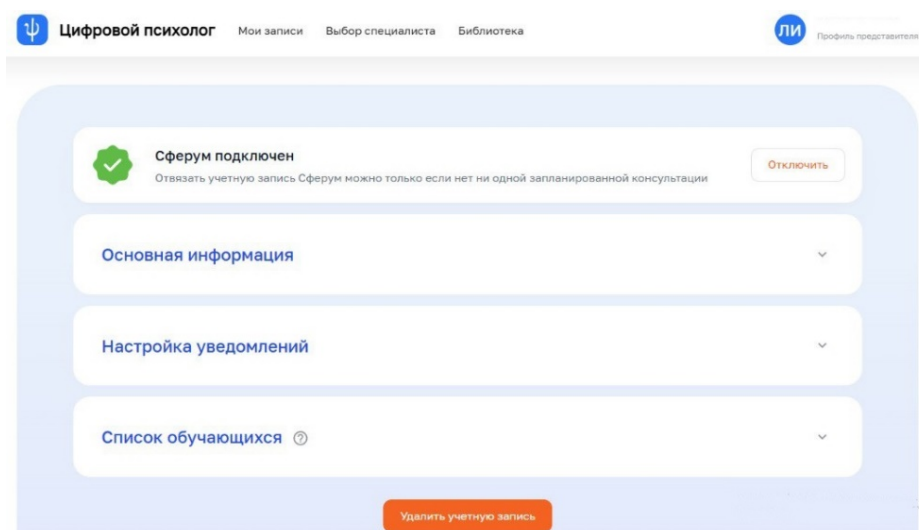 Цифровой психолог Мои записи Выбор специалиста Библиотека
ЛИ Профиль представителя
Сферум подключен
Отвязать учетную запись Сферум можно только если нет ни одной запланированной консультации
Отключить
Основная информация
Настройка уведомлений
Список обучающихся
Удалить учетную запись